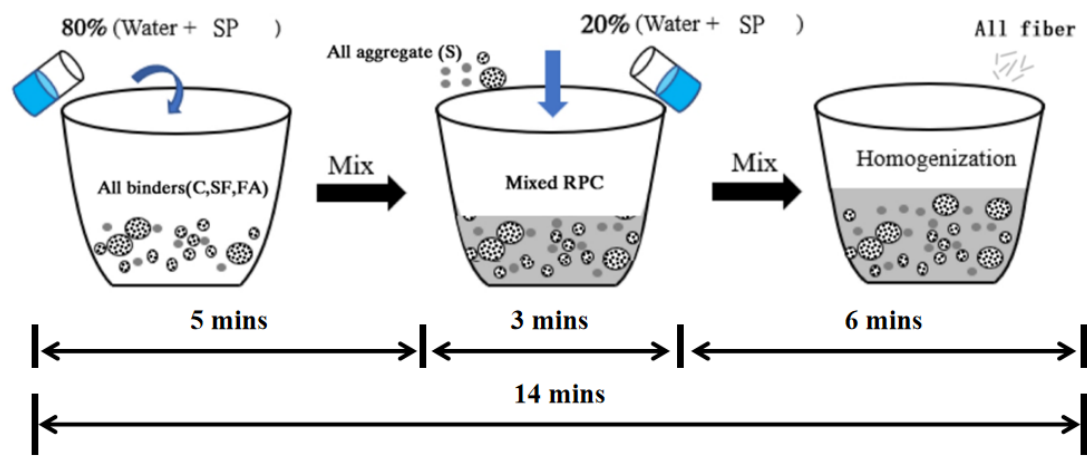 80% (Water + SP )
All aggregate (S)
20% (Water + SP )
All fiber
All binders(C,SF,FA)
Mix
Mixed RPC
Mix
Homogenization
5 mins
3 mins
6 mins
14 mins